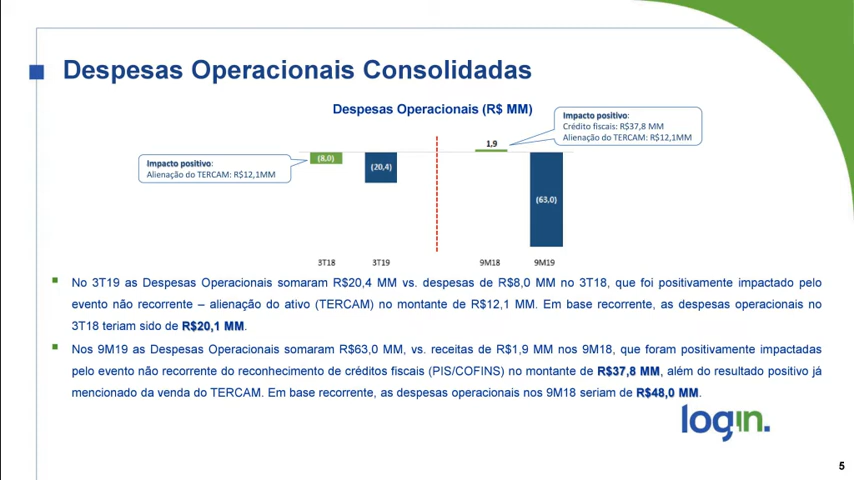 Despesas Operacionais Consolidadas
Despesas Operacionais (R$ MM)
Impacto positivo:
Crédito fiscais: R$37,8 MM
Alienação do TERCAM: R$12,1MM
Impacto positivo:
Alienação do TERCAM: R$12,1MM
(8,0)
(20,4)
1,9
(63,0)
3T18
3T19
9M18
9M19
No 3T19 as Despesas Operacionais somaram R$20,4 MM vs. despesas de R$8,0 MM no 3T18, que foi positivamente impactado pelo
evento não recorrente – alienação do ativo (TERCAM) no montante de R$12,1 MM. Em base recorrente, as despesas operacionais no
3T18 teriam sido de R$20,1 MM.
Nos 9M19 as Despesas Operacionais somaram R$63,0 MM, vs. receitas de R$1,9 MM nos 9M18, que foram positivamente impactadas
pelo evento não recorrente do reconhecimento de créditos fiscais (PIS/COFINS) no montante de R$37,8 MM, além do resultado positivo já
mencionado da venda do TERCAM. Em base recorrente, as despesas operacionais nos 9M18 seriam de R$48,0 MM.
login.
5